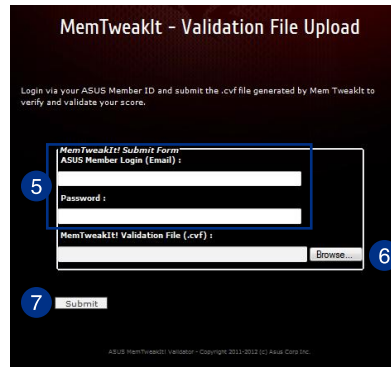 MemTweakIt - Validation File Upload
Login via your ASUS Member ID and submit the .cvf file generated by Mem TweakIt to
verify and validate your score.
MemTweakIt! Submit Form
ASUS Member Login (Email) :
5
Password :
MemTweakIt! Validation File (.cvf) :
Browse...
6
7
Submit
ASUS MemTweakIt! Validator - Copyright 2011-2012 (c) Asus Corp Inc.